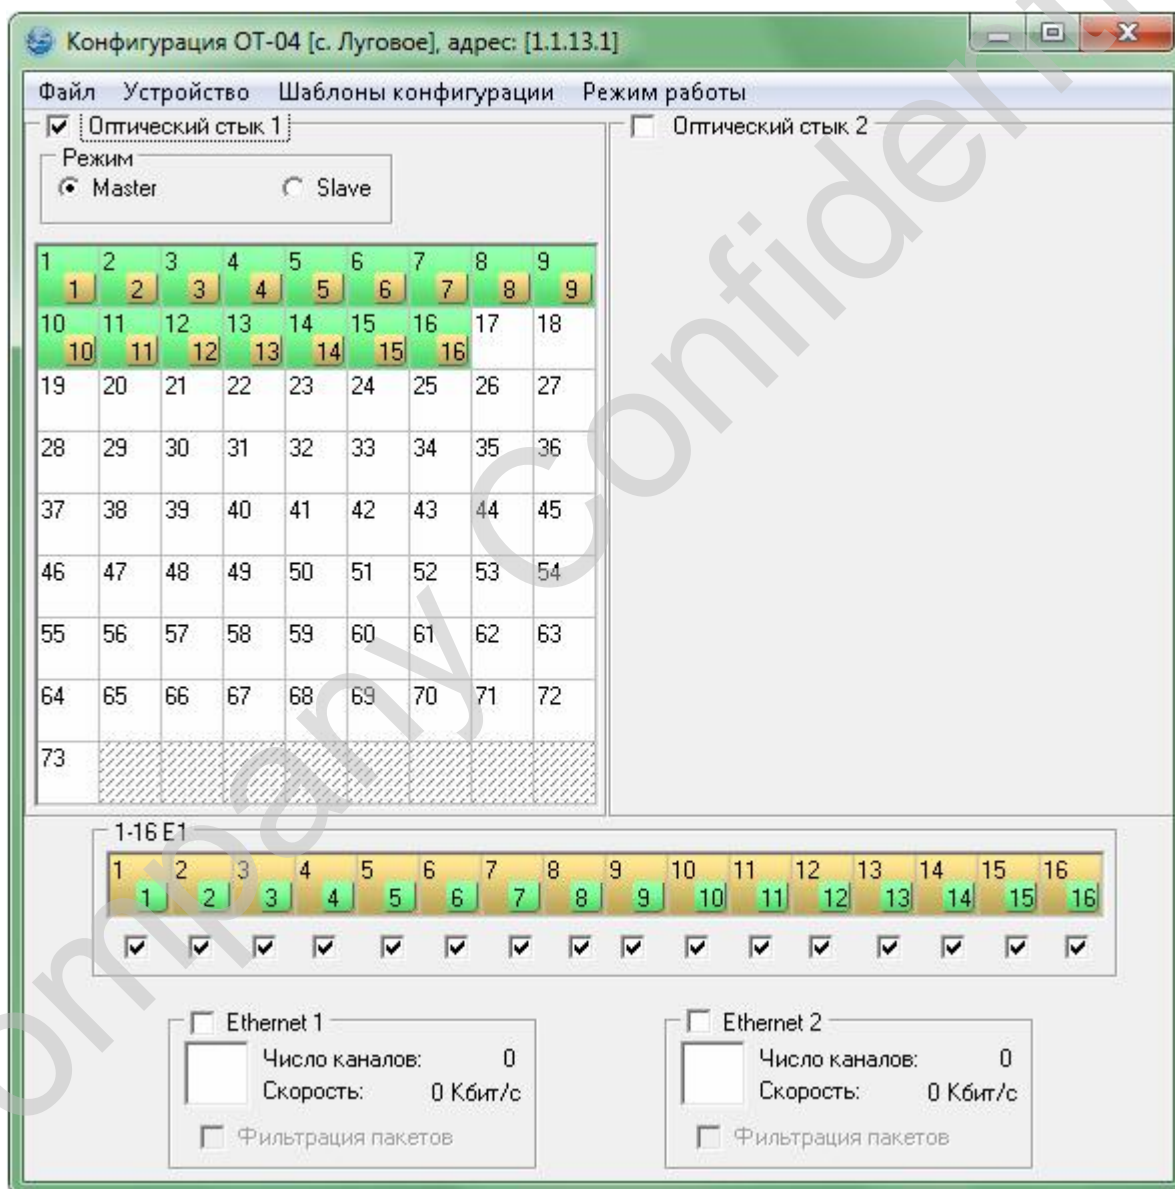 Конфигурация ОТ-04 [с. Луговое], адрес: [1.1.13.1]
Файл Устройство Шаблоны конфигурации Режим работы
Оптический стык 1
Оптический стык 2
Режим
Master Slave
1 2 3 4 5 6 7 8 9
1 2 3 4 5 6 7 8 9
10 11 12 13 14 15 16 17 18
10 11 12 13 14 15 16
19 20 21 22 23 24 25 26 27
28 29 30 31 32 33 34 35 36
37 38 39 40 41 42 43 44 45
46 47 48 49 50 51 52 53 54
55 56 57 58 59 60 61 62 63
64 65 66 67 68 69 70 71 72
73
1-16 E1
1 2 3 4 5 6 7 8 9 10 11 12 13 14 15 16
1 2 3 4 5 6 7 8 9 10 11 12 13 14 15 16
Ethernet 1
Число каналов: 0
Скорость: 0 Кбит/с
Фильтрация пакетов
Ethernet 2
Число каналов: 0
Скорость: 0 Кбит/с
Фильтрация пакетов